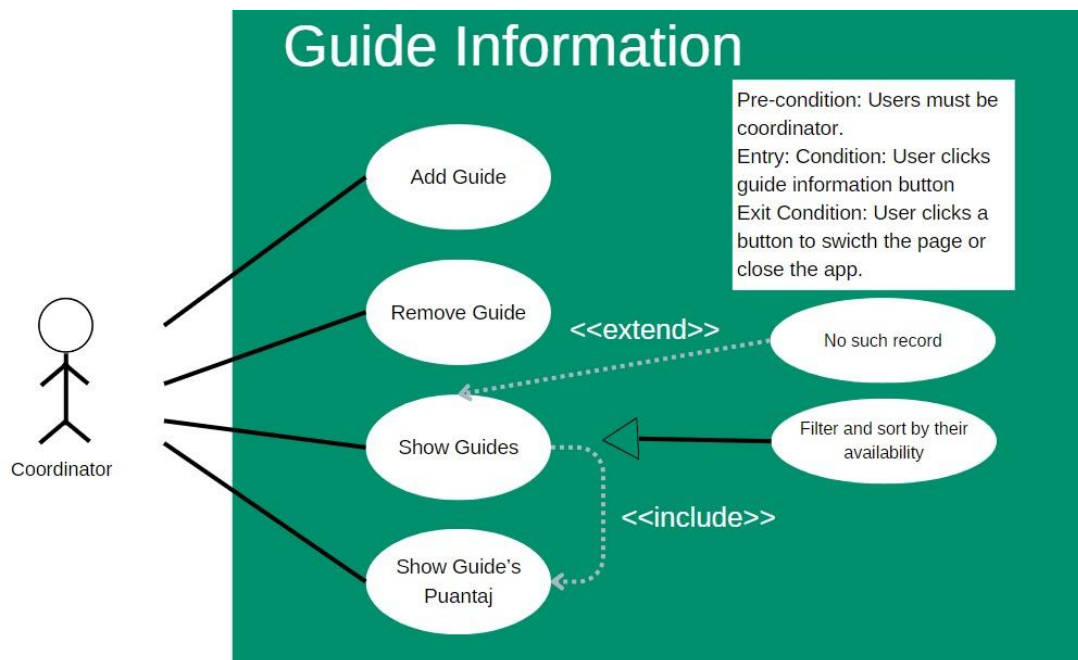 Guide Information
Pre-condition: Users must be
coordinator.
Entry: Condition: User clicks
guide information button
Exit Condition: User clicks a
button to swicth the page or
close the app.
Add Guide
Remove Guide
<<extend>>
No such record
Show Guides
Filter and sort by their
availability
Coordinator
<<include>>
Show Guide's
Puantaj